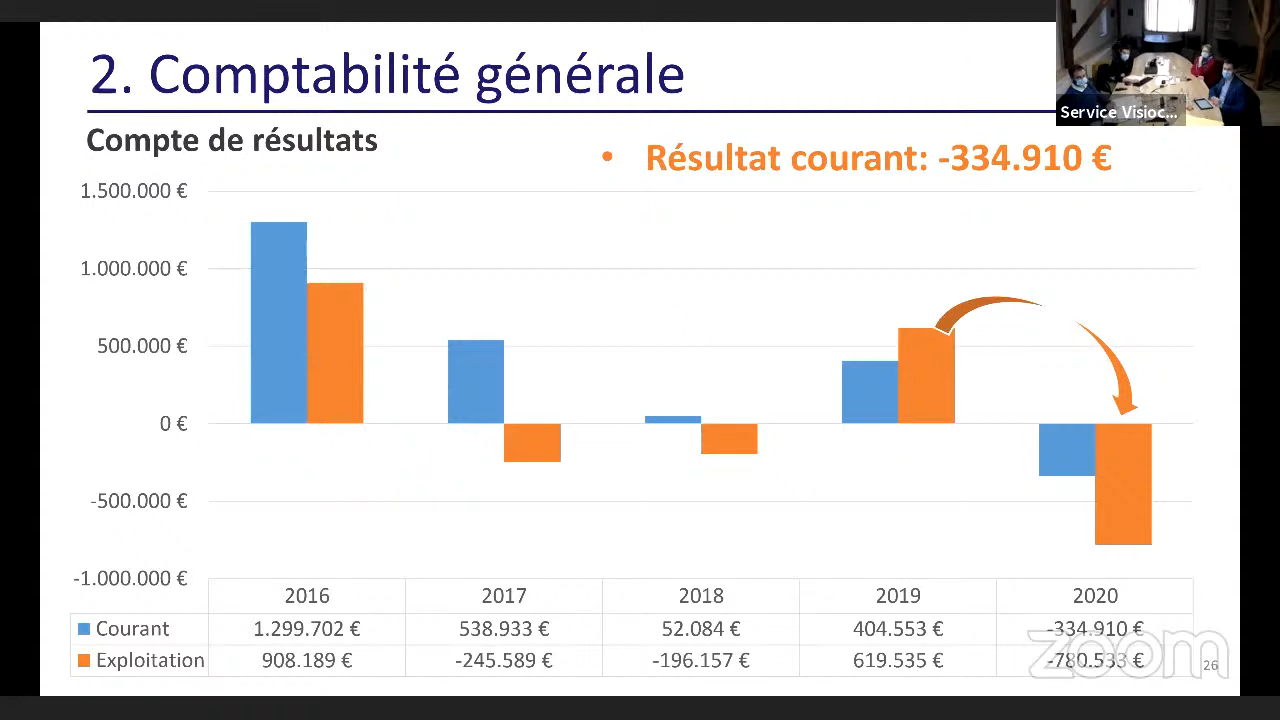 2. Comptabilité générale
Service Visioc...
Compte de résultats
• Résultat courant: -334.910 €
1.500.000 €
1.000.000 €
500.000 €
0 €
-500.000 €
-1.000.000 €
2016 2017 2018 2019 2020
Courant 1.299.702 € 538.933 € 52.084 € 404.553 € -334.910 €
Exploitation 908.189 € -245.589 € -196.157 € 619.535 € -780.533 €
zoom
26